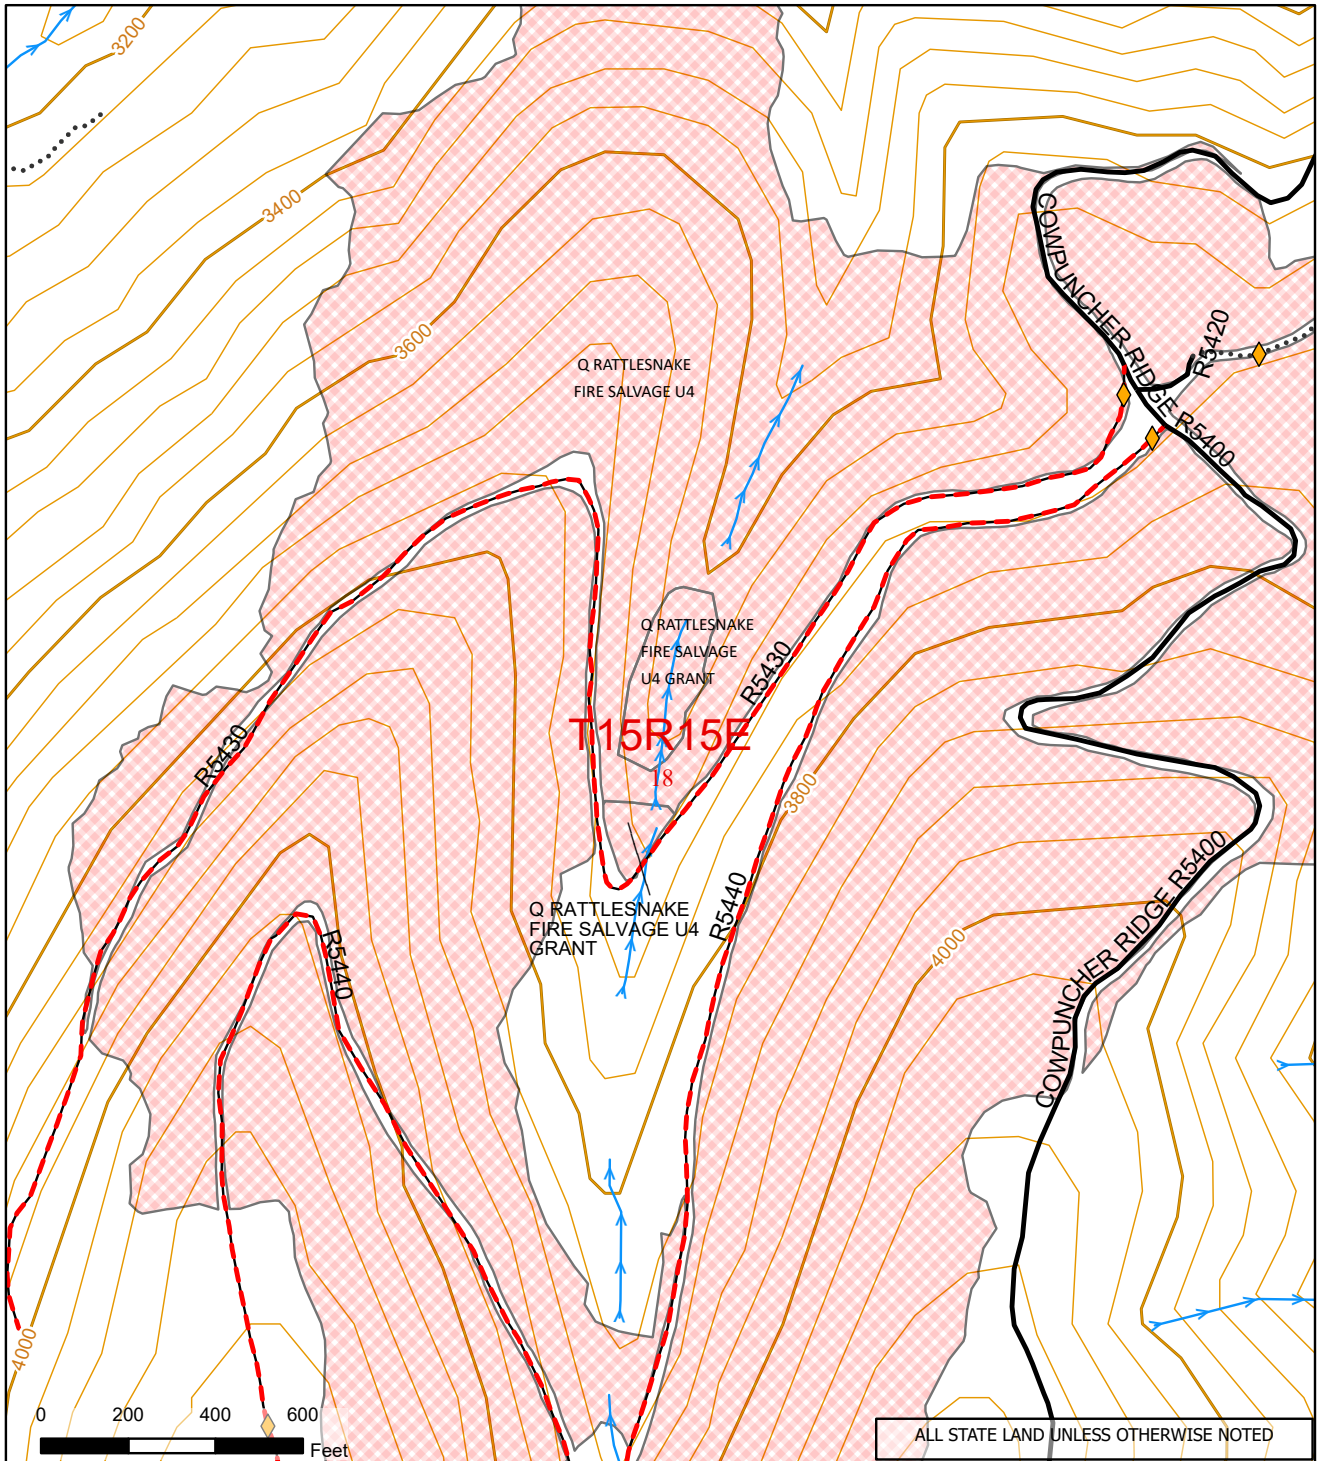 3200
3400
COWPUNCHER RIDGE R5400
3600
R5420
Q RATTLESNAKE
FIRE SALVAGE U4
Q RATTLESNAKE
FIRE SALVAGE
U4 GRANT
R5430
T15R15E
R5430
18
3800
R5440
Q RATTLESNAKE
FIRE SALVAGE U4
GRANT
4000
COWPUNCHER RIDGE R5400
R5440
4000
0 200 400 600
Feet
ALL STATE LAND UNLESS OTHERWISE NOTED